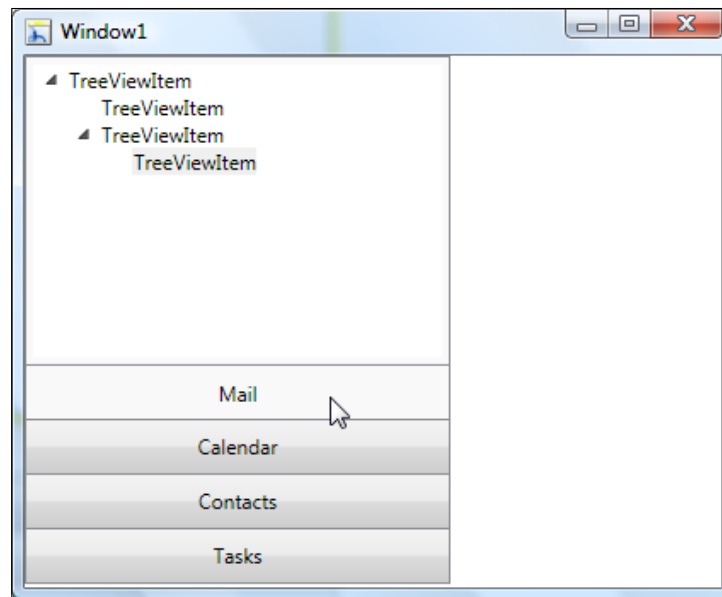 Window1
TreeViewItem
TreeViewItem
TreeViewItem
TreeViewItem
Mail
Calendar
Contacts
Tasks